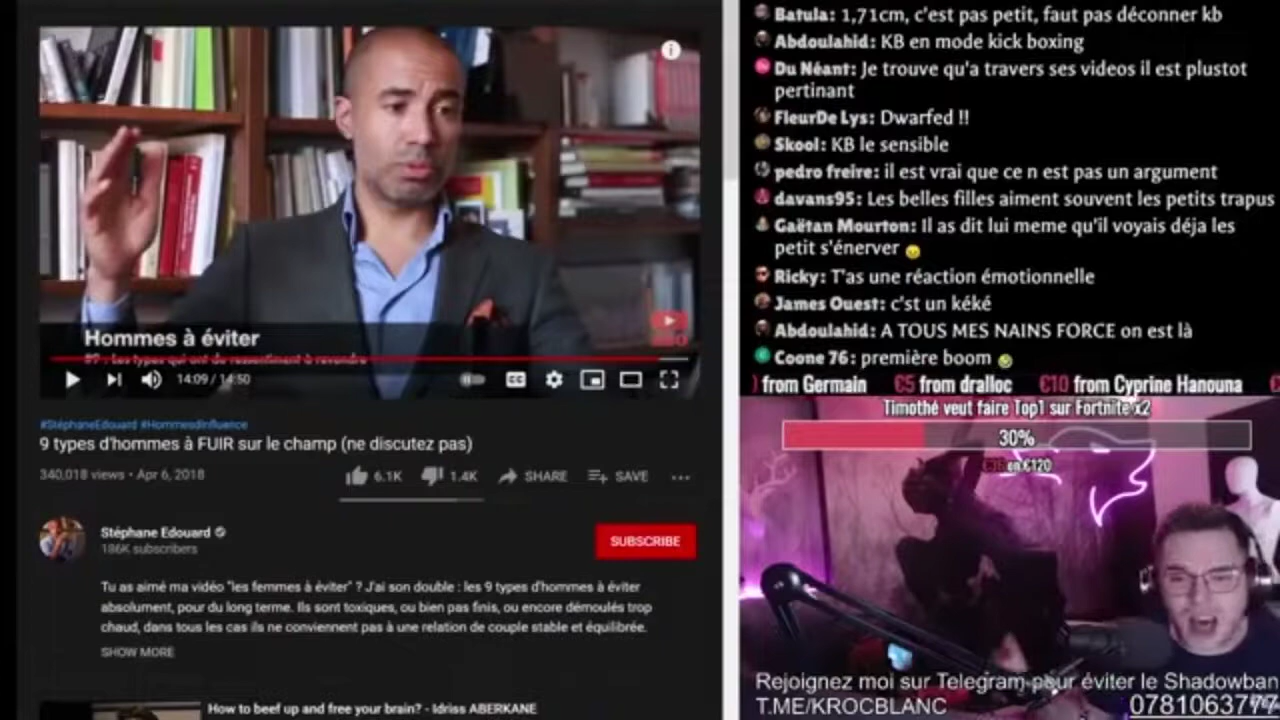 Hommes à éviter
#9 : Les types qui ont de ressentiment à revendre
14:09 / 14:50
#StéphaneEdouard #HommesdInfluence
9 types d'hommes à FUIR sur le champ (ne discutez pas)
340,018 views • Apr 6, 2018
6.1K
1.4K
SHARE
SAVE
Stéphane Edouard
186K subscribers
SUBSCRIBE
Tu as aimé ma vidéo "les femmes à éviter" ? J'ai son double : les 9 types d'hommes à éviter
absolument, pour du long terme. Ils sont toxiques, ou bien pas finis, ou encore démoulés trop
chaud, dans tous les cas ils ne conviennent pas à une relation de couple stable et équilibrée.
SHOW MORE
How to beef up and free your brain? - Idriss ABERKANE
Batula: 1,71cm, c'est pas petit, faut pas déconner kb
Abdoulahid: KB en mode kick boxing
Du Néant: Je trouve qu'a travers ses videos il est plustot
pertinant
FleurDe Lys: Dwarfed !!
Skool: KB le sensible
pedro freire: il est vrai que ce n est pas un argument
davans95: Les belles filles aiment souvent les petits trapus
Gaëtan Mourton: Il as dit lui meme qu'il voyais déja les
petit s'énerver
Ricky: T'as une réaction émotionnelle
James Ouest: c'est un kéké
Abdoulahid: A TOUS MES NAINS FORCE on est là
Coone 76: première boom
) from Germain €5 from dralloc €10 from Cyprine Hanouna €
Timothé veut faire Top1 sur Fortnite x2
30%
on €120
Rejoignez moi sur Telegram pour éviter le Shadowban
T.ME/KROCBLANC
0781063777